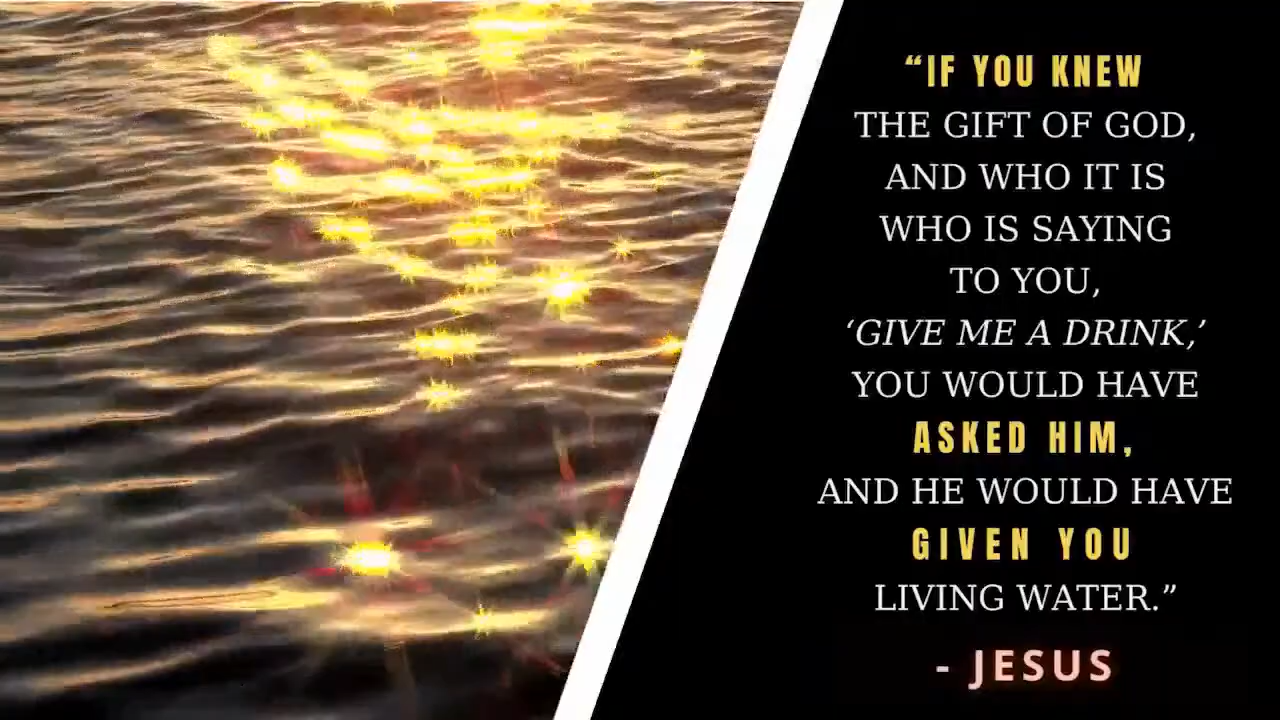 “IF YOU KNEW
THE GIFT OF GOD,
AND WHO IT IS
WHO IS SAYING
TO YOU,
‘GIVE ME A DRINK,’
YOU WOULD HAVE
ASKED HIM,
AND HE WOULD HAVE
GIVEN YOU
LIVING WATER.”
- JESUS